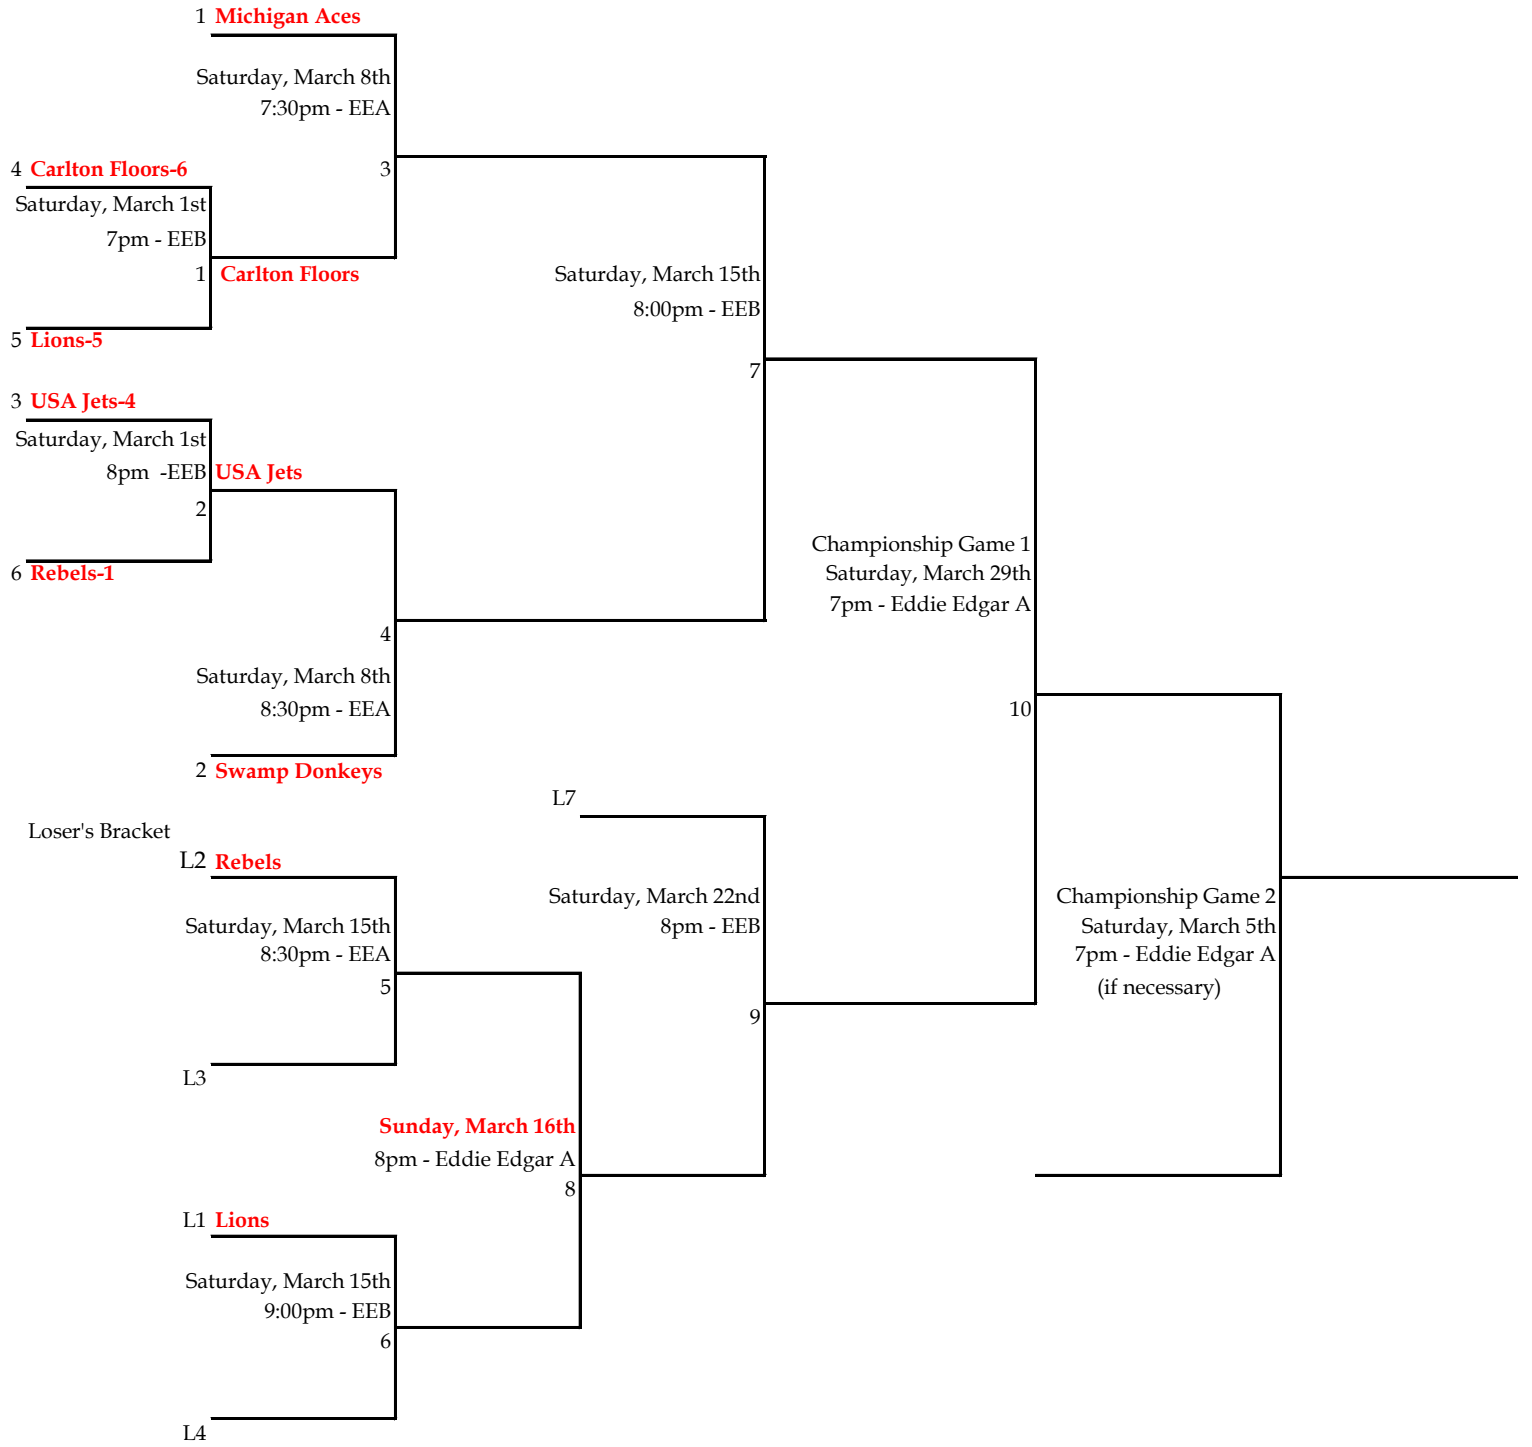 1 Michigan Aces
Saturday, March 8th
7:30pm - EEA
3
4 Carlton Floors-6
Saturday, March 1st
7pm - EEB
1 Carlton Floors
5 Lions-5
Saturday, March 15th
8:00pm - EEB
7
3 USA Jets-4
Saturday, March 1st
8pm  -EEB USA Jets
2
6 Rebels-1
4
Saturday, March 8th
8:30pm - EEA
2 Swamp Donkeys
Championship Game 1
Saturday, March 29th
7pm - Eddie Edgar A
10
Loser's Bracket
L2 Rebels
Saturday, March 15th
8:30pm - EEA
5
L3
L7
Saturday, March 22nd
8pm - EEB
9
Championship Game 2
Saturday, March 5th
7pm - Eddie Edgar A
(if necessary)
Sunday, March 16th
8pm - Eddie Edgar A
8
L1 Lions
Saturday, March 15th
9:00pm - EEB
6
L4